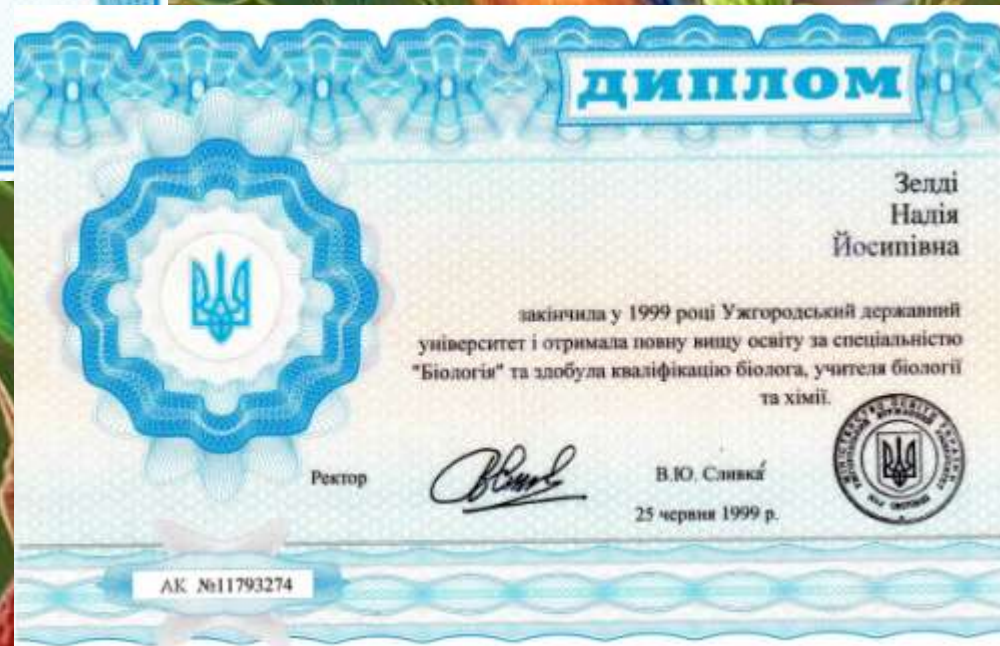 ДИПЛОМ
Зелді
Надія
Йосипівна
закінчила у 1999 році Ужгородський державний
університет і отримала повну вищу освіту за спеціальністю
"Біологія" та здобула кваліфікацію біолога, учителя біології
та хімії.
Ректор
В.Ю. Сливка
25 червня 1999 р.
АК №11793274